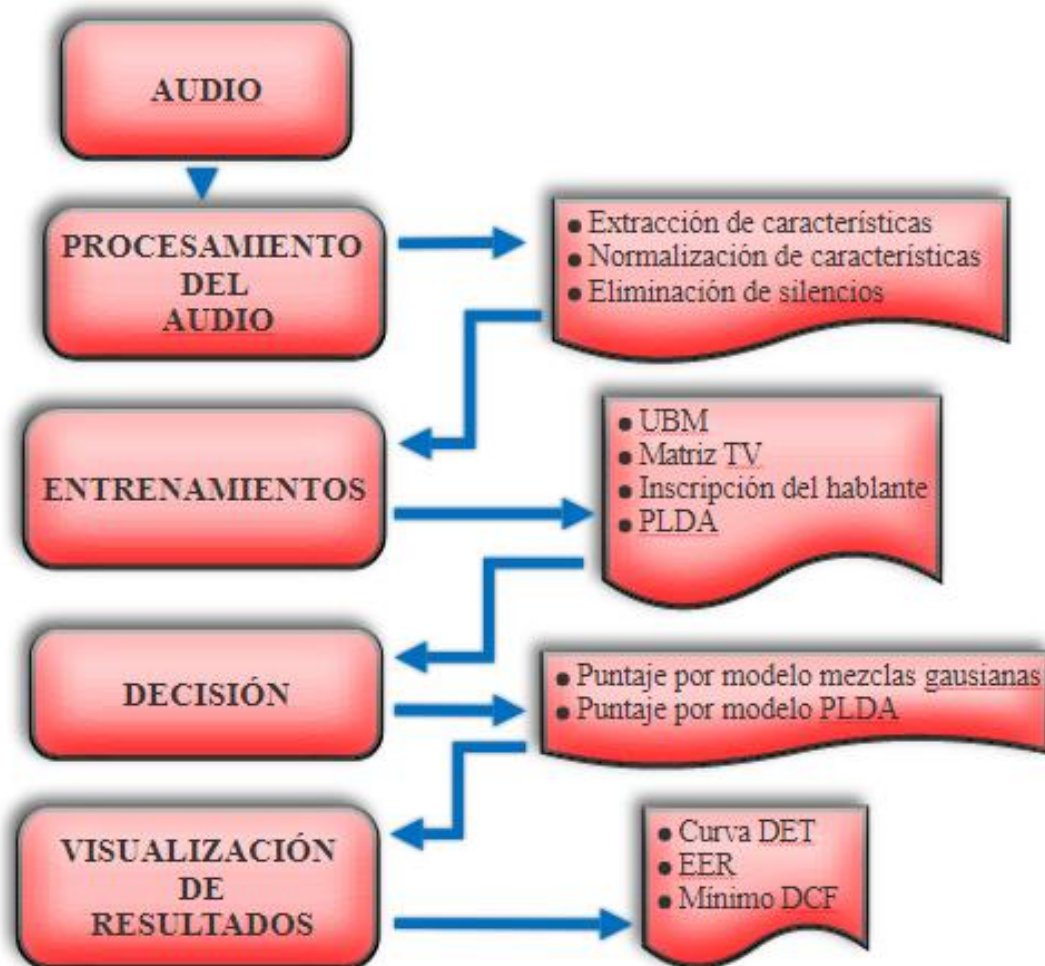 AUDIO
PROCESAMIENTO
DEL
AUDIO
• Extracción de características
• Normalización de características
• Eliminación de silencios
ENTRENAMIENTOS
• UBM
• Matriz TV
• Inscripción del hablante
• PLDA
DECISIÓN
• Puntaje por modelo mezclas gausianas
• Puntaje por modelo PLDA
VISUALIZACIÓN
DE
RESULTADOS
• Curva DET
• EER
• Mínimo DCF